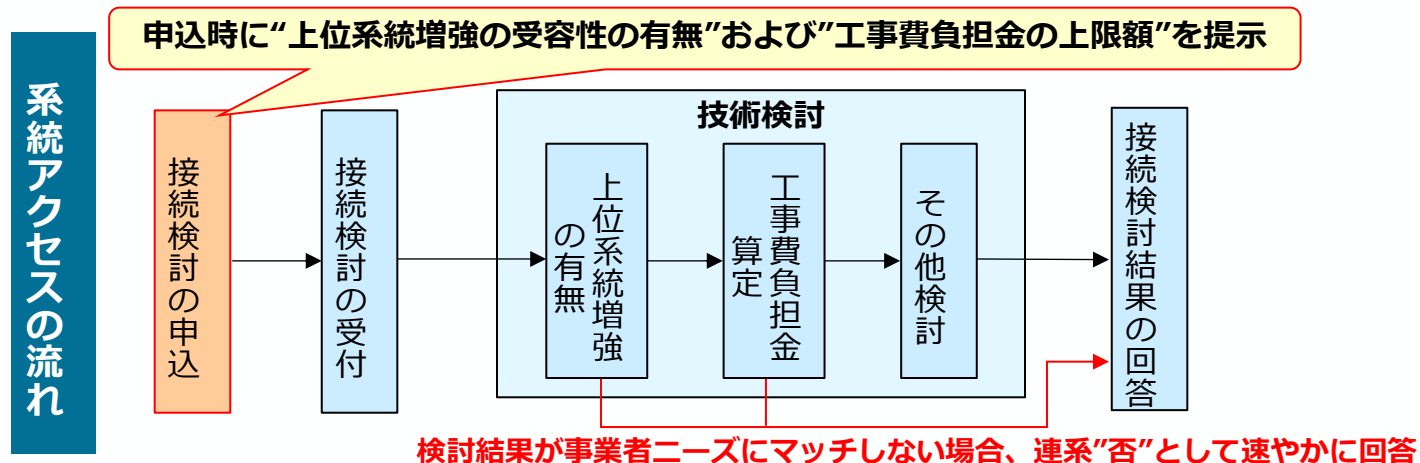 申込時に“上位系統増強の受容性の有無”および”工事費負担金の上限額”を提示
系統アクセスの流れ
接続検討の申込
接続検討の受付
技術検討
上位系統増強
の有無
工事費負担金
算定
その他検討
接続検討結果の回答
検討結果が事業者ニーズにマッチしない場合、連系”否”として速やかに回答